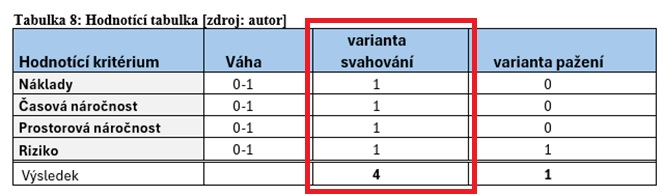 Tabulka 8: Hodnotící tabulka [zdroj: autor]
Hodnotící kritérium Váha varianta svahování varianta pažení
Náklady 0-1 1 0
Časová náročnost 0-1 1 0
Prostorová náročnost 0-1 1 0
Riziko 0-1 1 1
Výsledek 4 1